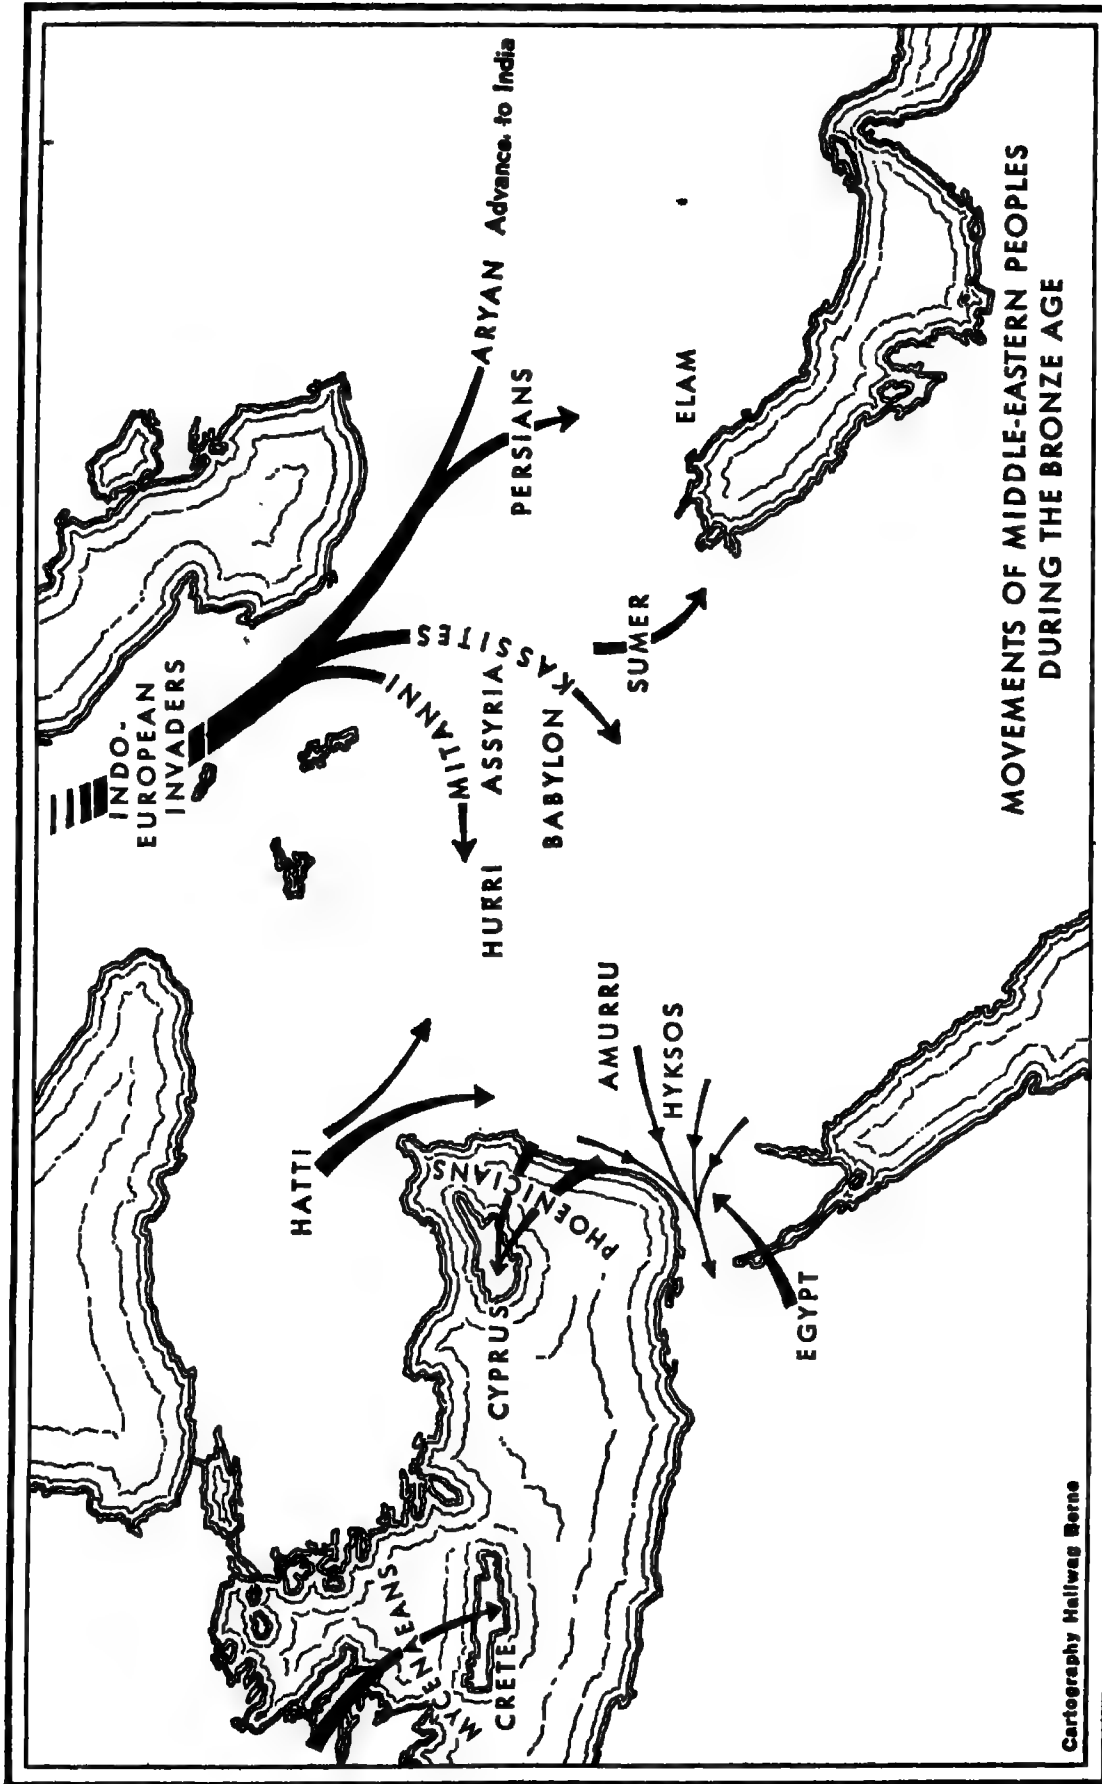 INDO-
EUROPEAN
INVADERS
ARYAN Advance to India
PERSIANS
KASSITES
MITANNI
HURRI
ASSYRIA
BABYLON
SUMER
ELAM
HATTI
AMURRU
HYKSOS
PHOENICIANS
CYPRUS
EGYPT
MYCENAEANS
CRETE
MOVEMENTS OF MIDDLE-EASTERN PEOPLES
DURING THE BRONZE AGE
Cartography Hallwag Berne